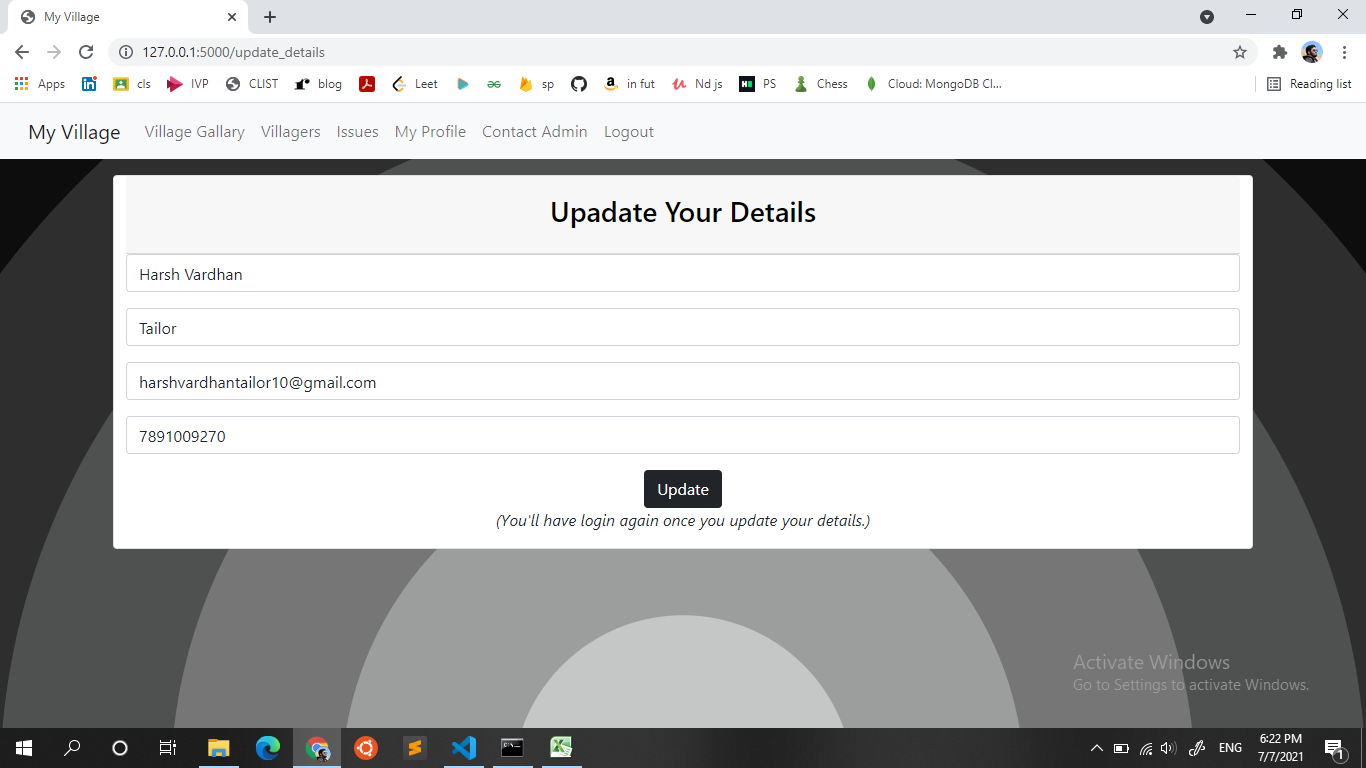 My Village
127.0.0.1:5000/update_details
Apps cls IVP CLIST blog Leet sp in fut Nd js PS Chess Cloud: MongoDB Cl... Reading list
My Village Village Gallary Villagers Issues My Profile Contact Admin Logout
Upadate Your Details
Harsh Vardhan
Tailor
harshvardhantailor10@gmail.com
7891009270
Update
(You'll have login again once you update your details.)
Activate Windows
Go to Settings to activate Windows.
ENG
6:22 PM
7/7/2021
1